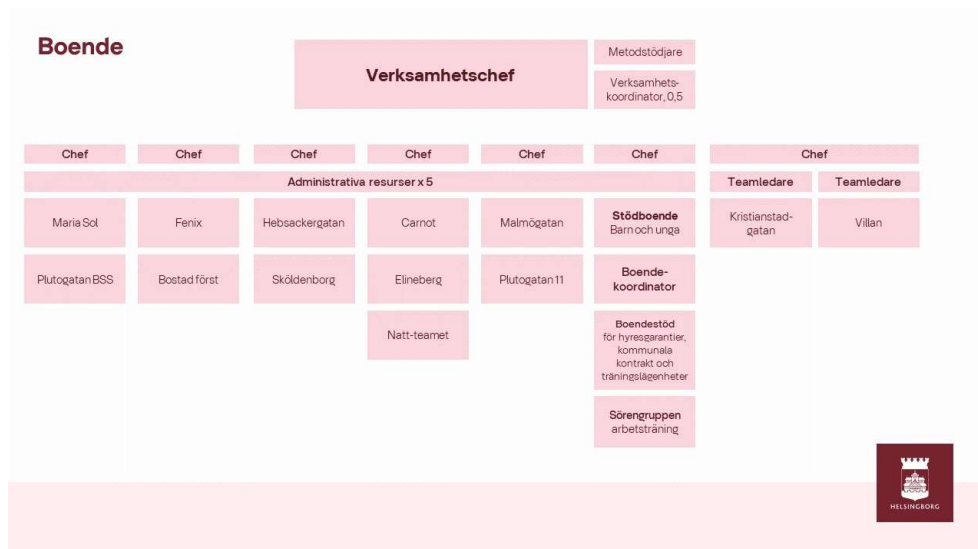 Boende
Verksamhetschef
Metodstödjare
Verksamhets-
koordinator, 0,5
Chef
Chef
Chef
Chef
Chef
Chef
Chef
Administrativa resurser x 5
Teamledare
Teamledare
Maria Sol
Fenix
Hebsackergatan
Carnot
Malmögatan
Stödboende
Barn och unga
Kristianstad-
gatan
Villan
Plutogatan BSS
Bostad först
Sköldenborg
Elineberg
Plutogatan 11
Boende-
koordinator
Natt-teamet
Boendestöd
för hyresgarantier,
kommunala
kontrakt och
träningslägenheter
Sörengruppen
arbetsträning
HELSINGBORG